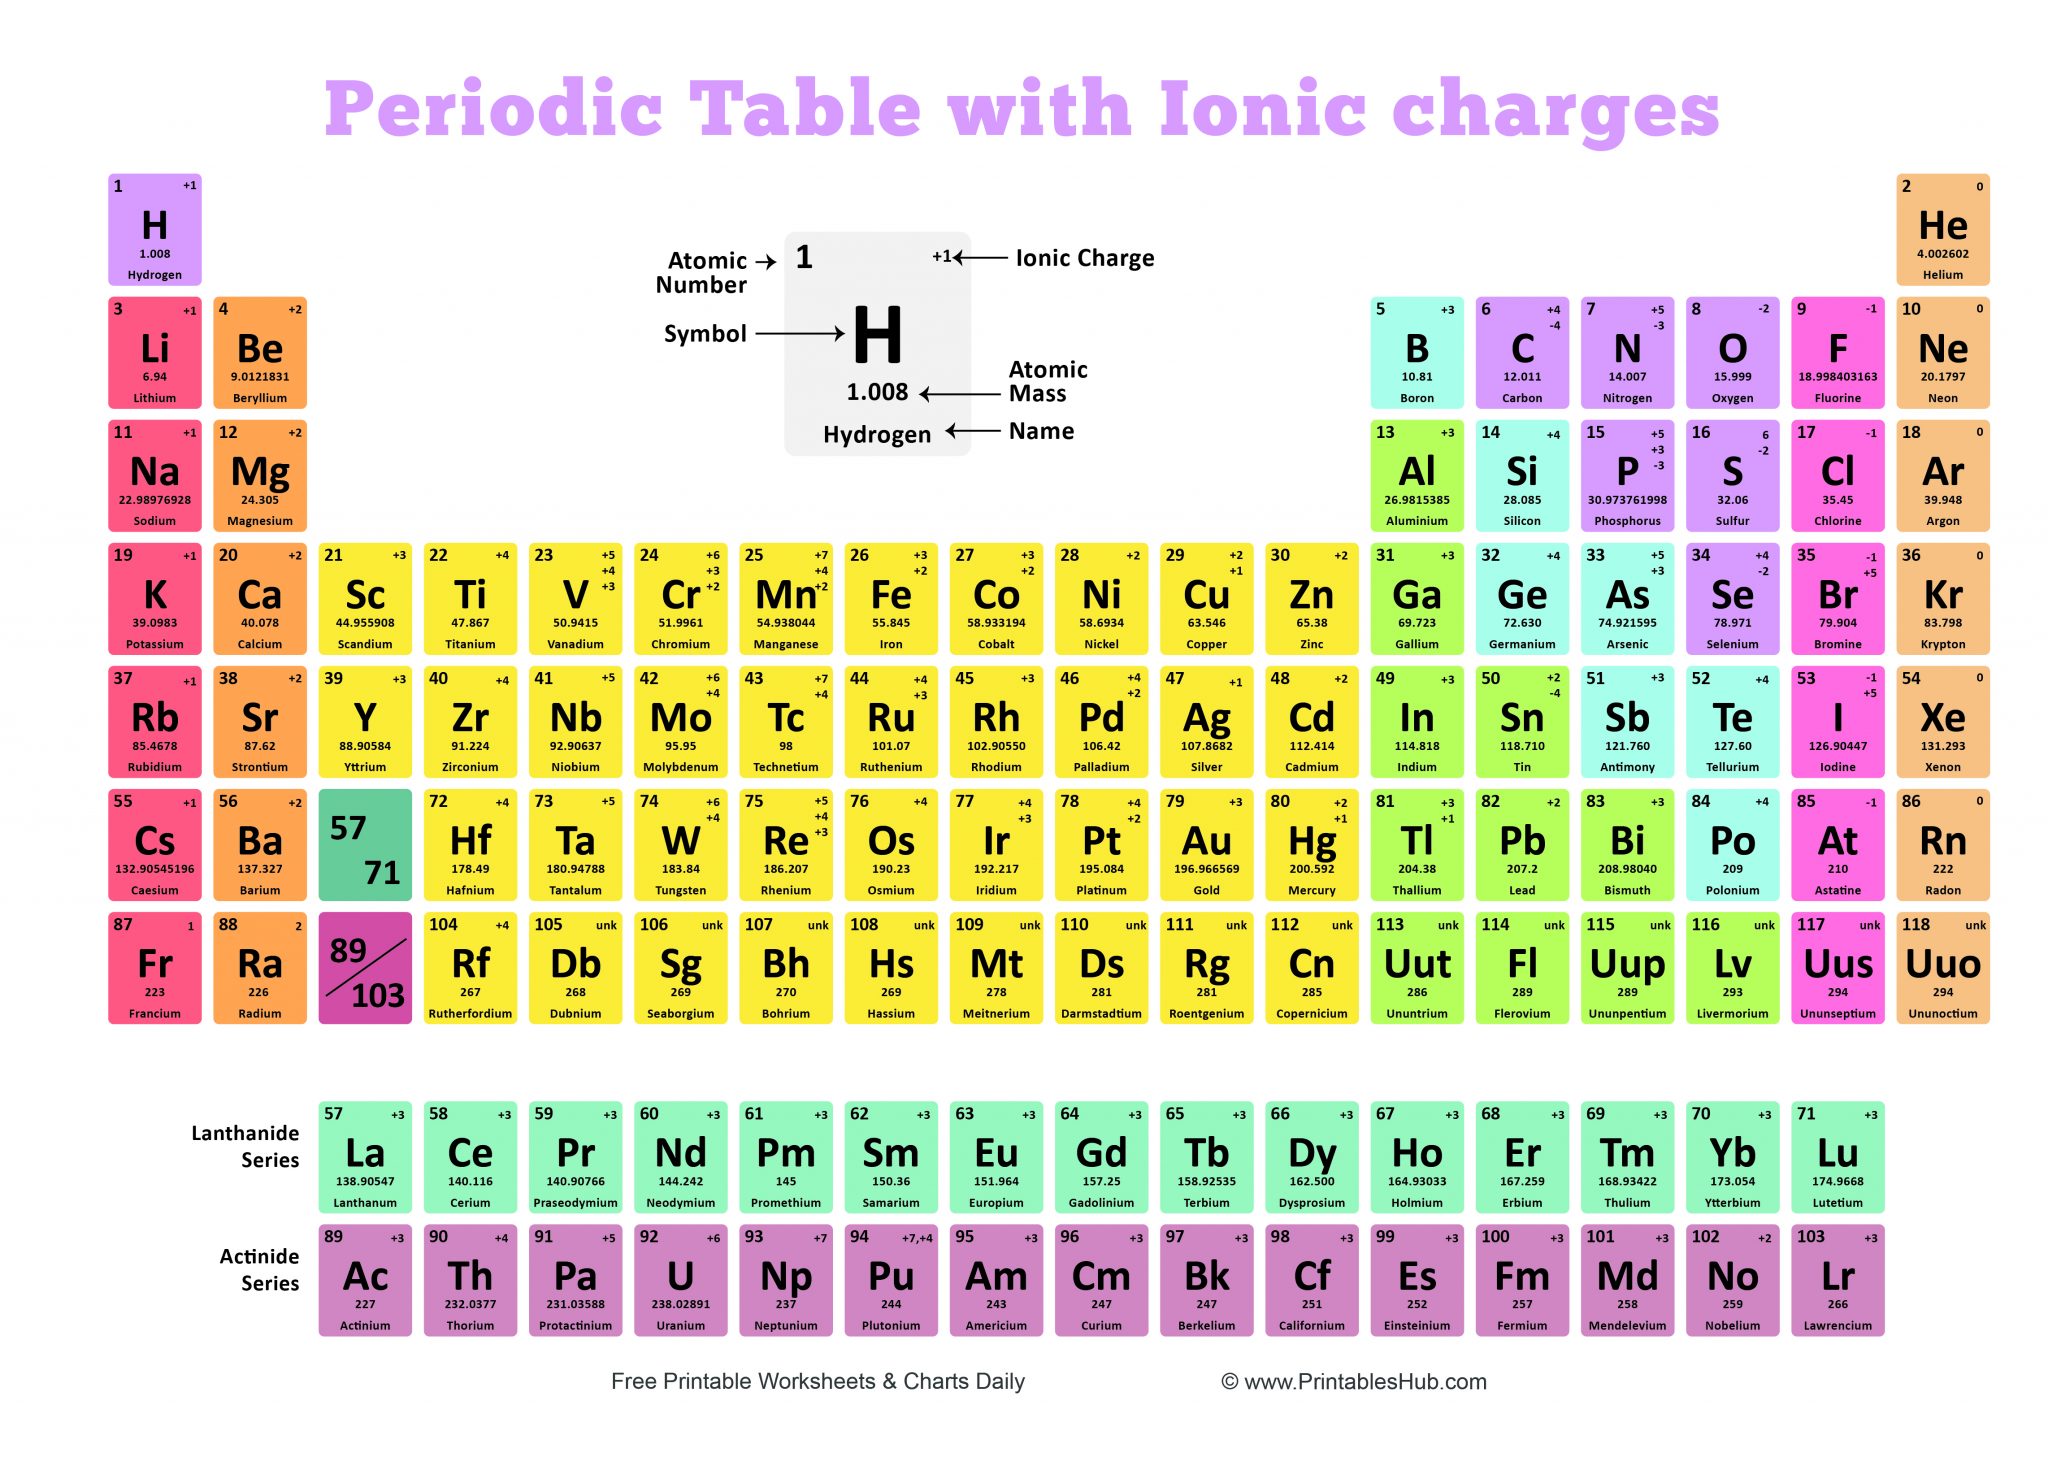 Periodic Table with Ionic charges
1 +1
H
1.008
Hydrogen
2 0
He
4.002602
Helium
Atomic Number
1
+1
Ionic Charge
Symbol
H
Atomic Mass
1.008
Hydrogen
Name
3 +1
Li
6.94
Lithium
4 +2
Be
9.0121831
Beryllium
5 +3
B
10.81
Boron
6 +4 -4
C
12.011
Carbon
7 +5 -3
N
14.007
Nitrogen
8 -2
O
15.999
Oxygen
9 -1
F
18.998403163
Fluorine
10 0
Ne
20.1797
Neon
11 +1
Na
22.98976928
Sodium
12 +2
Mg
24.305
Magnesium
13 +3
Al
26.9815385
Aluminium
14 +4
Si
28.085
Silicon
15 +5 +3 -3
P
30.973761998
Phosphorus
16 6 -2
S
32.06
Sulfur
17 -1
Cl
35.45
Chlorine
18 0
Ar
39.948
Argon
19 +1
K
39.0983
Potassium
20 +2
Ca
40.078
Calcium
21 +3
Sc
44.955908
Scandium
22 +4
Ti
47.867
Titanium
23 +5 +4 +3
V
50.9415
Vanadium
24 +6 +3 +2
Cr
51.9961
Chromium
25 +7 +4 +2
Mn
54.938044
Manganese
26 +3 +2
Fe
55.845
Iron
27 +3 +2
Co
58.933194
Cobalt
28 +2
Ni
58.6934
Nickel
29 +2 +1
Cu
63.546
Copper
30 +2
Zn
65.38
Zinc
31 +3
Ga
69.723
Gallium
32 +4
Ge
72.630
Germanium
33 +5 +3
As
74.921595
Arsenic
34 +4 -2
Se
78.971
Selenium
35 -1 +5
Br
79.904
Bromine
36 0
Kr
83.798
Krypton
37 +1
Rb
85.4678
Rubidium
38 +2
Sr
87.62
Strontium
39 +3
Y
88.90584
Yttrium
40 +4
Zr
91.224
Zirconium
41 +5
Nb
92.90637
Niobium
42 +6 +4
Mo
95.95
Molybdenum
43 +7 +4
Tc
98
Technetium
44 +4 +3
Ru
101.07
Ruthenium
45 +3
Rh
102.90550
Rhodium
46 +4 +2
Pd
106.42
Palladium
47 +1
Ag
107.8682
Silver
48 +2
Cd
112.414
Cadmium
49 +3
In
114.818
Indium
50 +2 -4
Sn
118.710
Tin
51 +3
Sb
121.760
Antimony
52 +4
Te
127.60
Tellurium
53 -1 +5
I
126.90447
Iodine
54 0
Xe
131.293
Xenon
55 +1
Cs
132.90545196
Caesium
56 +2
Ba
137.327
Barium
57
71
72 +4
Hf
178.49
Hafnium
73 +5
Ta
180.94788
Tantalum
74 +6 +4
W
183.84
Tungsten
75 +5 +4 +3
Re
186.207
Rhenium
76 +4
Os
190.23
Osmium
77 +4 +3
Ir
192.217
Iridium
78 +4 +2
Pt
195.084
Platinum
79 +3
Au
196.966569
Gold
80 +2 +1
Hg
200.592
Mercury
81 +3 +1
Tl
204.38
Thallium
82 +2
Pb
207.2
Lead
83 +3
Bi
208.98040
Bismuth
84 +4
Po
209
Polonium
85 -1
At
210
Astatine
86 0
Rn
222
Radon
87 1
Fr
223
Francium
88 2
Ra
226
Radium
89
103
104 +4
Rf
267
Rutherfordium
105 unk
Db
268
Dubnium
106 unk
Sg
269
Seaborgium
107 unk
Bh
270
Bohrium
108 unk
Hs
269
Hassium
109 unk
Mt
278
Meitnerium
110 unk
Ds
281
Darmstadtium
111 unk
Rg
281
Roentgenium
112 unk
Cn
285
Copernicium
113 unk
Uut
286
Ununtrium
114 unk
Fl
289
Flerovium
115 unk
Uup
289
Ununpentium
116 unk
Lv
293
Livermorium
117 unk
Uus
294
Ununseptium
118 unk
Uuo
294
Ununoctium
Lanthanide
Series
57 +3
La
138.90547
Lanthanum
58 +3
Ce
140.116
Cerium
59 +3
Pr
140.90766
Praseodymium
60 +3
Nd
144.242
Neodymium
61 +3
Pm
145
Promethium
62 +3
Sm
150.36
Samarium
63 +3
Eu
151.964
Europium
64 +3
Gd
157.25
Gadolinium
65 +3
Tb
158.92535
Terbium
66 +3
Dy
162.500
Dysprosium
67 +3
Ho
164.93033
Holmium
68 +3
Er
167.259
Erbium
69 +3
Tm
168.93422
Thulium
70 +3
Yb
173.054
Ytterbium
71 +3
Lu
174.9668
Lutetium
Actinide
Series
89 +3
Ac
227
Actinium
90 +4
Th
232.0377
Thorium
91 +5
Pa
231.03588
Protactinium
92 +6
U
238.02891
Uranium
93 +7
Np
237
Neptunium
94 +7,+4
Pu
244
Plutonium
95 +3
Am
243
Americium
96 +3
Cm
247
Curium
97 +3
Bk
247
Berkelium
98 +3
Cf
251
Californium
99 +3
Es
252
Einsteinium
100 +3
Fm
257
Fermium
101 +3
Md
258
Mendelevium
102 +2
No
259
Nobelium
103 +3
Lr
266
Lawrencium
Free Printable Worksheets & Charts Daily
© www.PrintablesHub.com